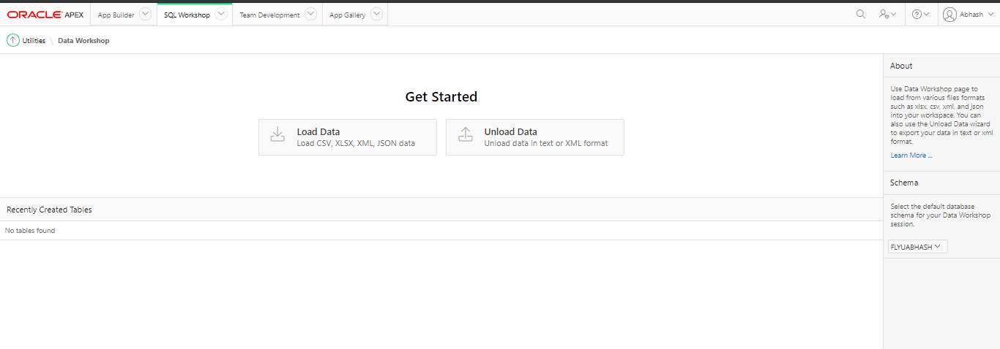 ORACLE APEX App Builder SQL Workshop Team Development App Gallery Abhash
Utilities \ Data Workshop
Get Started
Load Data
Load CSV, XLSX, XML, JSON data
Unload Data
Unload data in text or XML format
Recently Created Tables
No tables found
About
Use Data Workshop page to
load from various files formats
such as xlsx, csv, xml, and json
into your workspace. You can
also use the Unload Data wizard
to export your data in text or xml
format.
Learn More ...
Schema
Select the default database
schema for your Data Workshop
session.
FLYUABHASH